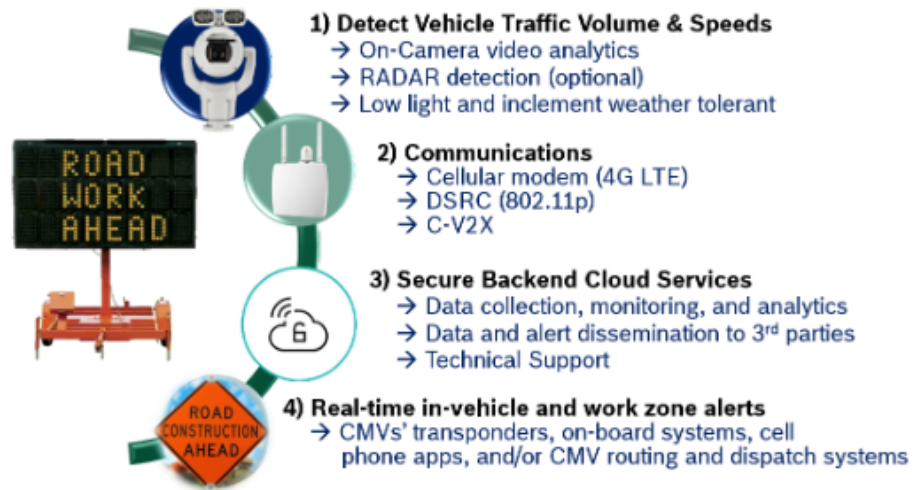 1) Detect Vehicle Traffic Volume & Speeds
→ On-Camera video analytics
→ RADAR detection (optional)
→ Low light and inclement weather tolerant
ROAD
WORK
AHEAD
2) Communications
→ Cellular modem (4G LTE)
→ DSRC (802.11p)
→ C-V2X
3) Secure Backend Cloud Services
→ Data collection, monitoring, and analytics
→ Data and alert dissemination to 3rd parties
→ Technical Support
6
ROAD
CONSTRUCTION
AHEAD
4) Real-time in-vehicle and work zone alerts
→ CMVs' transponders, on-board systems, cell
phone apps, and/or CMV routing and dispatch systems